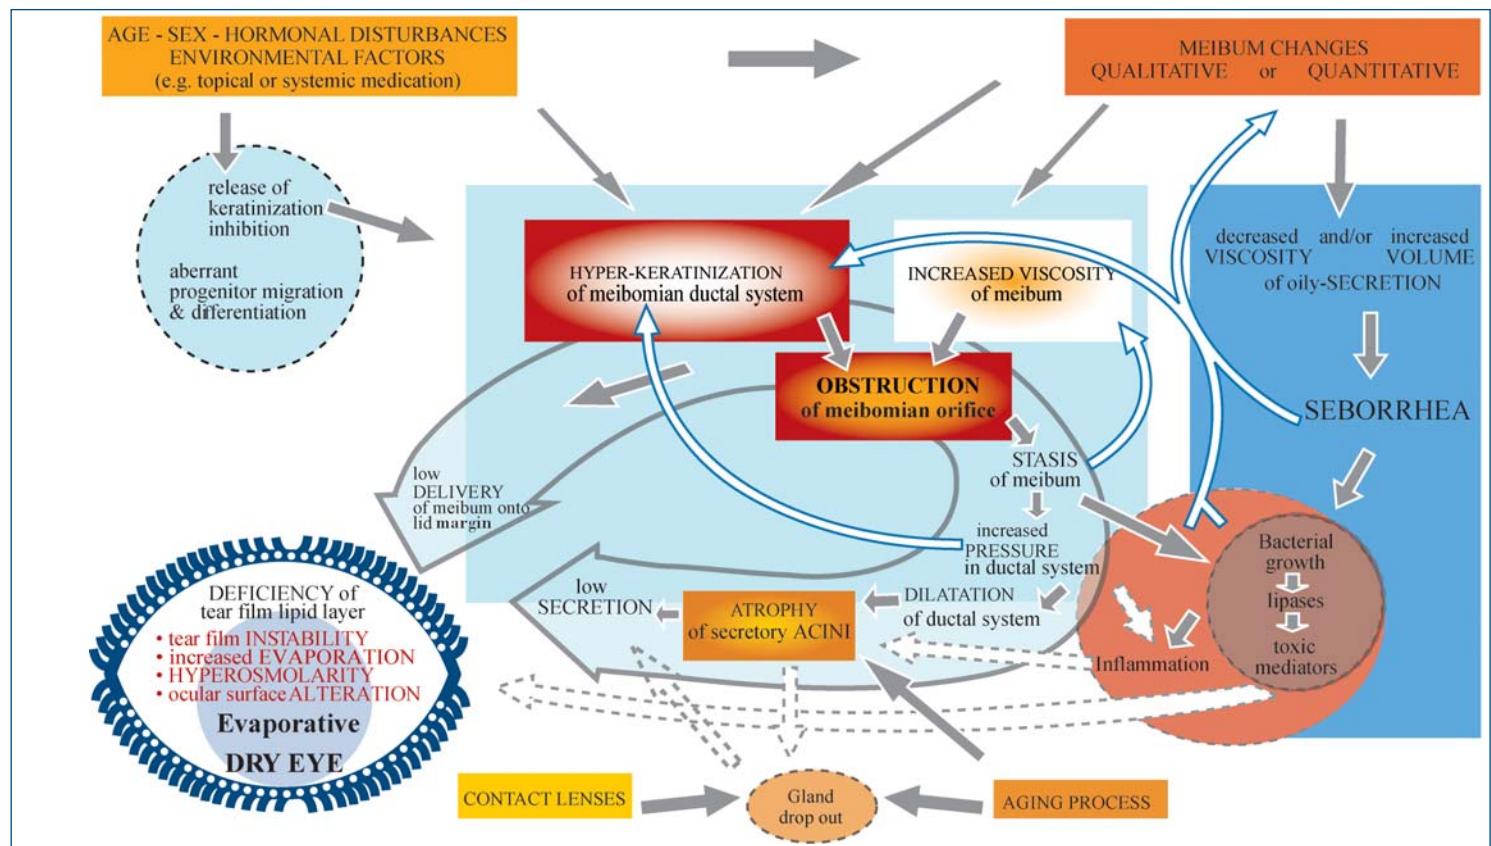 AGE - SEX - HORMONAL DISTURBANCES
ENVIRONMENTAL FACTORS
(e.g. topical or systemic medication)
MEIBUM CHANGES
QUALITATIVE or QUANTITATIVE
release of
keratinization
inhibition
aberrant
progenitor migration
& differentiation
HYPER-KERATINIZATION
of meibomian ductal system
INCREASED VISCOSITY
of meibum
decreased and/or increased
VISCOSITY VOLUME
of oily-SECRETION
OBSTRUCTION
of meibomian orifice
SEBORRHEA
STASIS
of meibum
low
DELIVERY
of meibum onto
lid margin
increased
PRESSURE
in ductal system
Bacterial
growth
lipases
toxic
mediators
Inflammation
DILATATION
of ductal system
ATROPHY
of secretory ACINI
low
SECRETION
DEFICIENCY of
tear film lipid layer
• tear film INSTABILITY
• increased EVAPORATION
• HYPEROSMOLARITY
• ocular surface ALTERATION
Evaporative
DRY EYE
CONTACT LENSES
Gland
drop out
AGING PROCESS